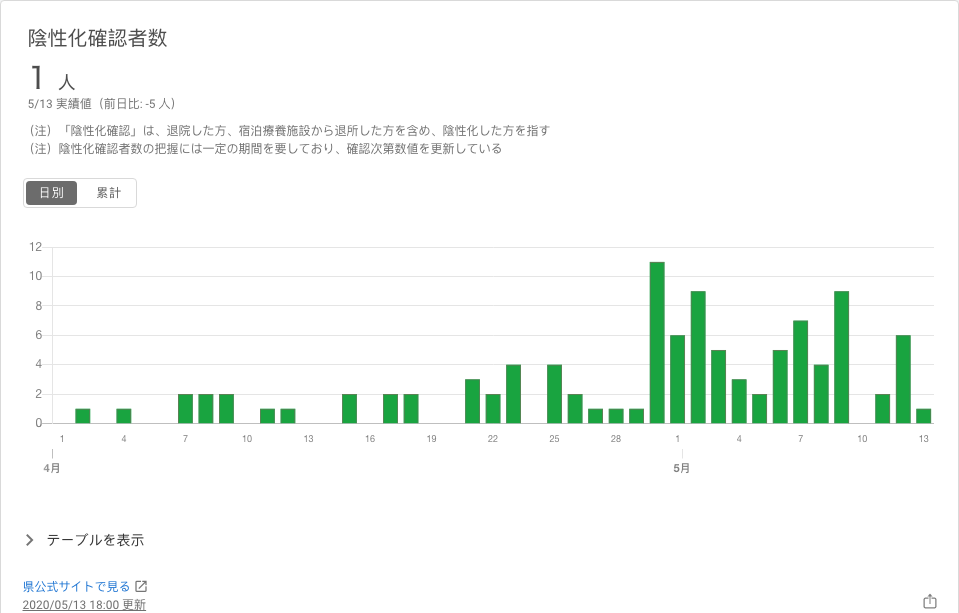 陰性化確認者数
1 人
5/13 実績値（前日比: -5 人）
（注）「陰性化確認」は、退院した方、宿泊療養施設から退所した方を含め、陰性化した方を指す
（注）陰性化確認者数の把握には一定の期間を要しており、確認次第数値を更新している
日別 累計
12
10
8
6
4
2
0
1 4 7 10 13 16 19 22 25 28 1 4 7 10 13
4月 5月
テーブルを表示
県公式サイトで見る
2020/05/13 18:00 更新